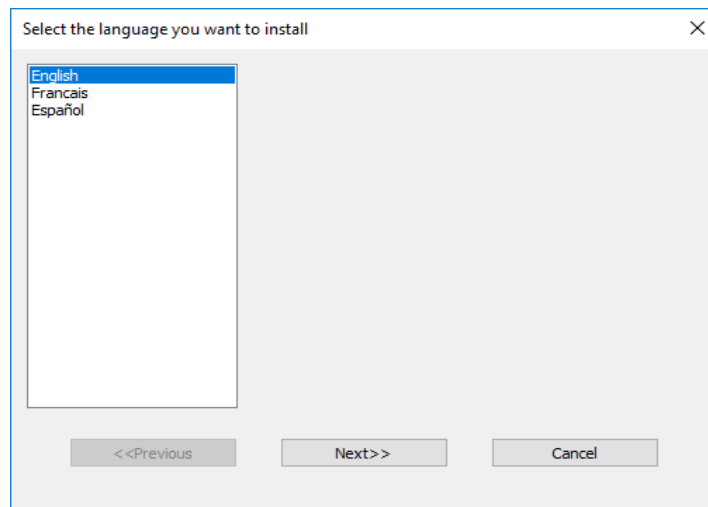 Select the language you want to install
English
Francais
Español
<<Previous
Next>>
Cancel